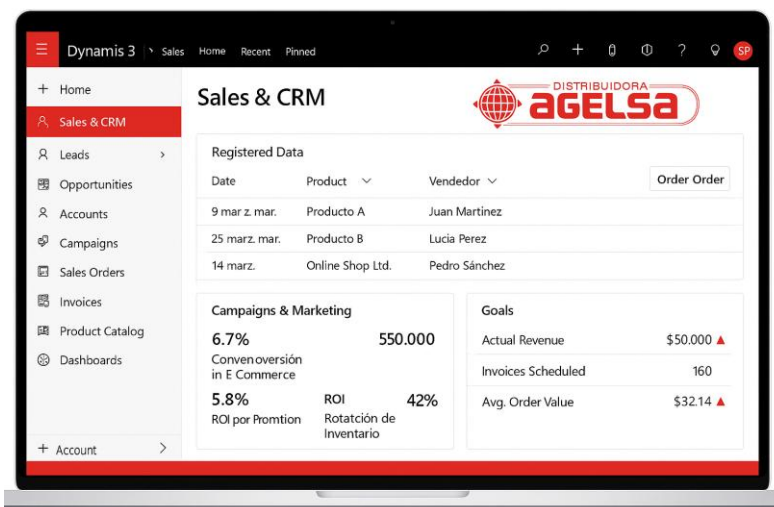 Dynamis 3 Sales Home Recent Pinned SP
Home
Sales & CRM
Leads
Opportunities
Accounts
Campaigns
Sales Orders
Invoices
Product Catalog
Dashboards
Account
Sales & CRM
DISTRIBUIDORA
AGELSA
Registered Data
Date Product Vendedor Order Order
9 mar z. mar. Producto A Juan Martinez
25 marz. mar. Producto B Lucia Perez
14 marz. Online Shop Ltd. Pedro Sánchez
Campaigns & Marketing
6.7% 550.000
Convenoversión
in E Commerce
5.8% ROI 42%
ROI por Promtion Rotatción de
Inventario
Goals
Actual Revenue $50.000
Invoices Scheduled 160
Avg. Order Value $32.14